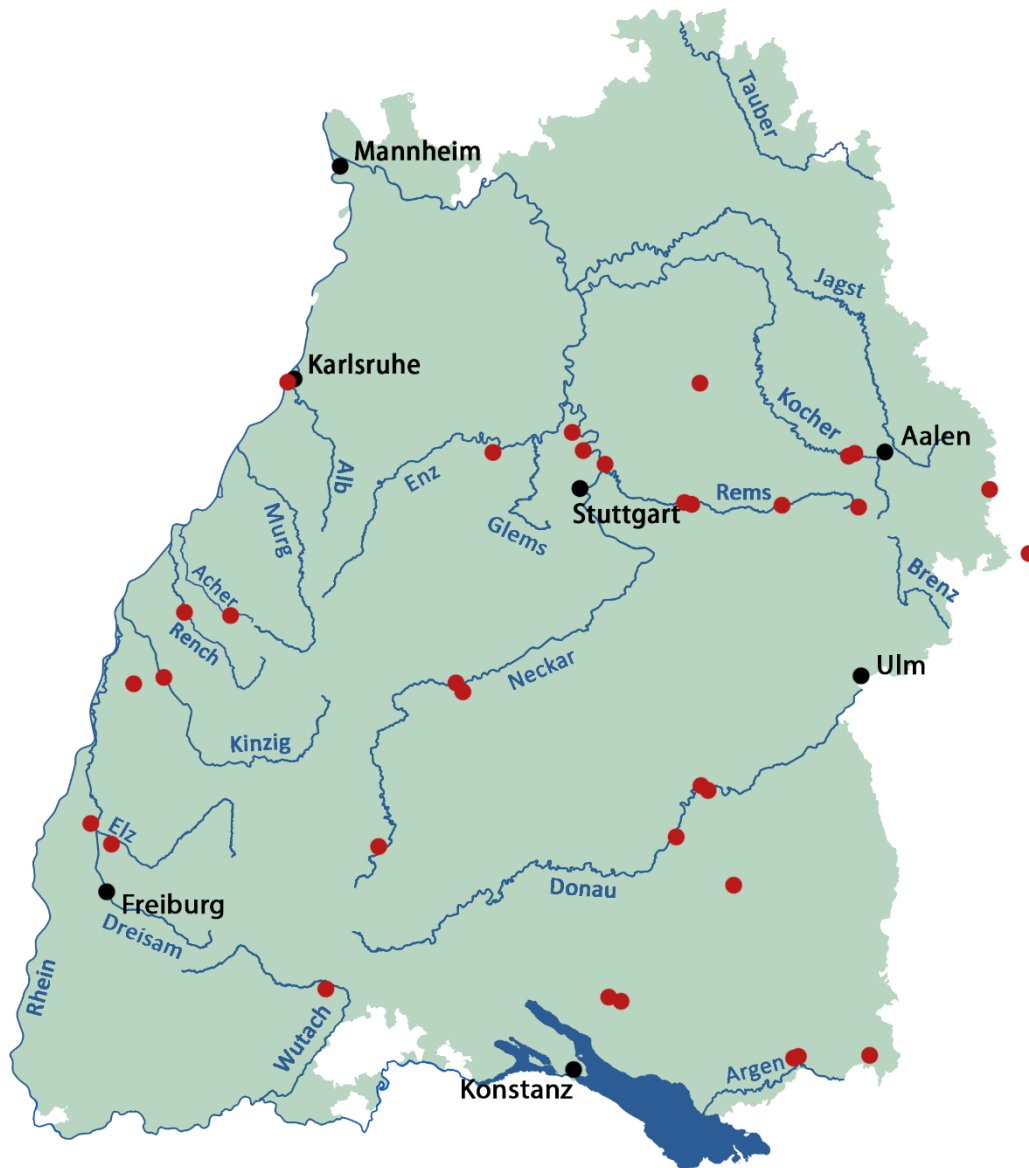 Tauber
Mannheim
Jagst
Karlsruhe
Kocher
Aalen
Enz
Alb
Rems
Stuttgart
Murg
Glems
Acher
Brenz
Rench
Neckar
Ulm
Kinzig
Elz
Donau
Freiburg
Dreisam
Rhein
Wutach
Argen
Konstanz